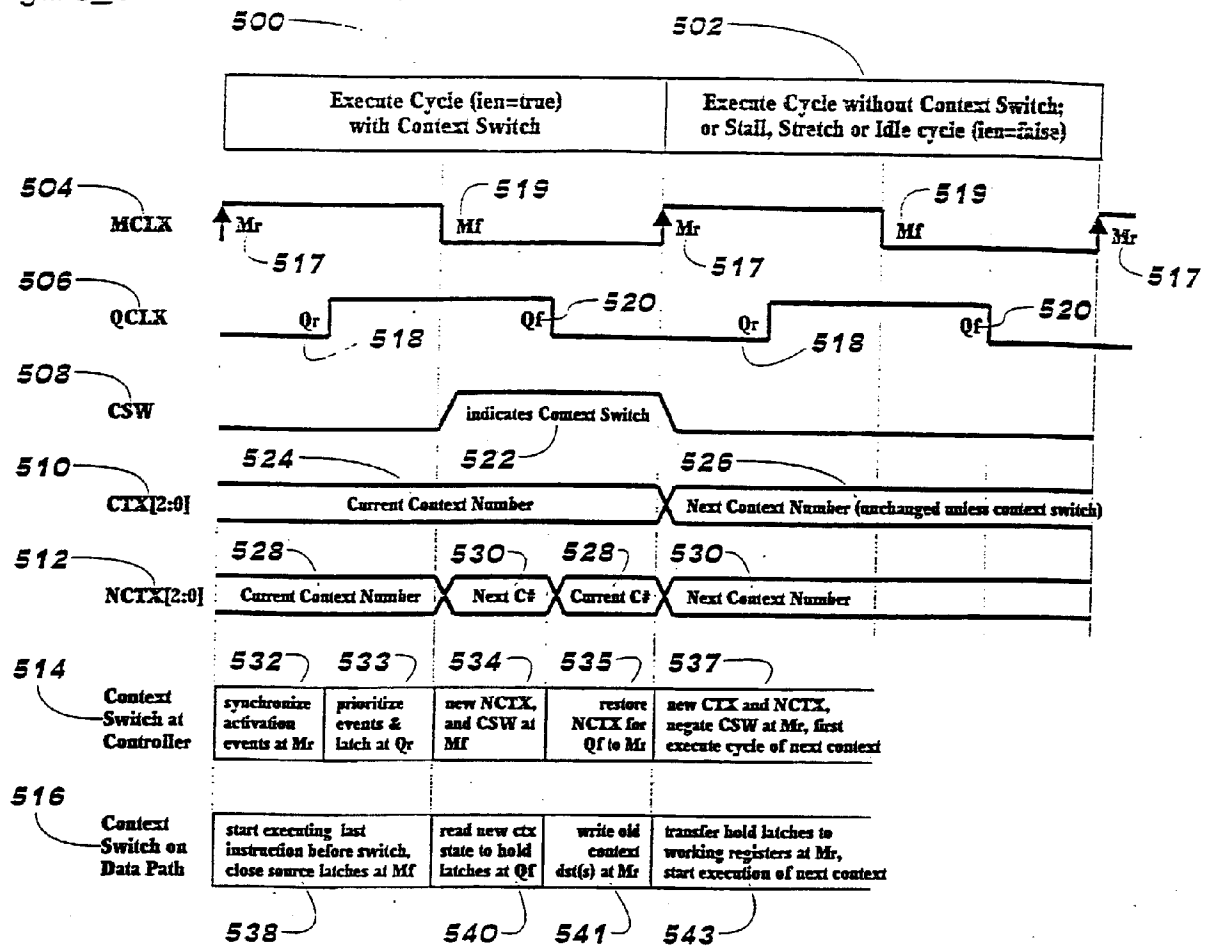 500
502
Execute Cycle (ien=true)
with Context Switch
Execute Cycle without Context Switch;
or Stall, Stretch or Idle cycle (ien=false)
504
MCLX
Mr
517
Mf
519
Mr
517
Mf
519
Mr
517
506
QCLX
Qr
518
Qf
520
Qr
518
Qf
520
508
CSW
indicates Context Switch
522
510
CTX[2:0]
524
Current Context Number
526
Next Context Number (unchanged unless context switch)
512
NCTX[2:0]
528
Current Context Number
530
Next C#
528
Current C#
530
Next Context Number
514
Context
Switch at
Controller
532
synchronize
activation
events at Mr
533
prioritize
events &
latch at Qr
534
new NCTX,
and CSW at
Mf
535
restore
NCTX for
Qf to Mr
537
new CTX and NCTX,
negate CSW at Mr, first
execute cycle of next context
516
Context
Switch on
Data Path
start executing last
instruction before switch,
close source latches at Mf
538
read new ctx
state to hold
latches at Qf
540
write old
context
dst(s) at Mr
541
transfer hold latches to
working registers at Mr,
start execution of next context
543